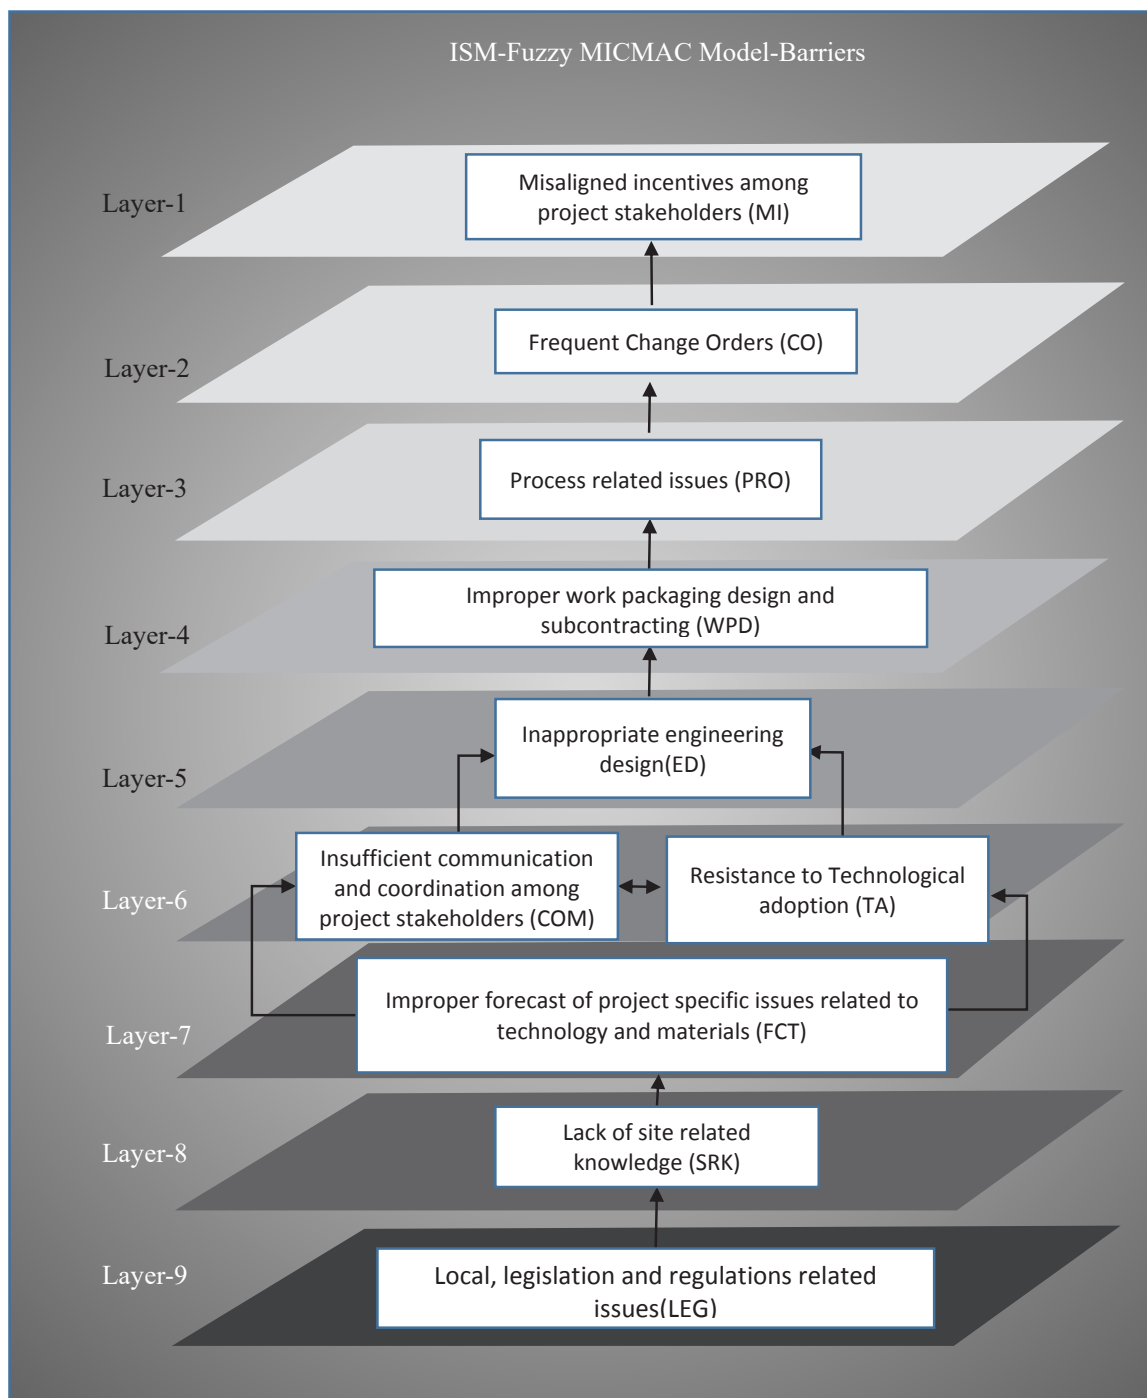 ISM-Fuzzy MICMAC Model-Barriers
Layer-1
Misaligned incentives among
project stakeholders (MI)
Layer-2
Frequent Change Orders (CO)
Layer-3
Process related issues (PRO)
Layer-4
Improper work packaging design and
subcontracting (WPD)
Layer-5
Inappropriate engineering
design(ED)
Layer-6
Insufficient communication
and coordination among
project stakeholders (COM)
Resistance to Technological
adoption (TA)
Layer-7
Improper forecast of project specific issues related to
technology and materials (FCT)
Layer-8
Lack of site related
knowledge (SRK)
Layer-9
Local, legislation and regulations related
issues(LEG)